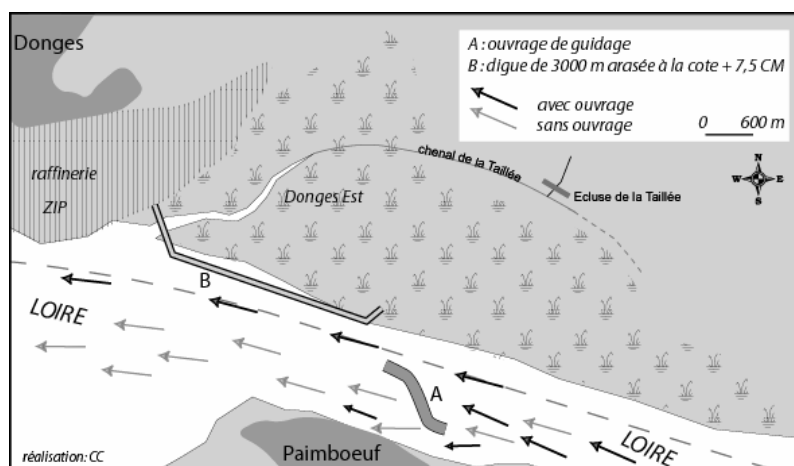 Donges
A : ouvrage de guidage
B : digue de 3000 m arasée à la cote + 7,5 CM
avec ouvrage
sans ouvrage
0 600 m
N
W E
S
chenal de la Taillée
raffinerie
ZIP
Donges Est
Ecluse de la Taillée
B
LOIRE
A
LOIRE
Paimboeuf
réalisation: CC